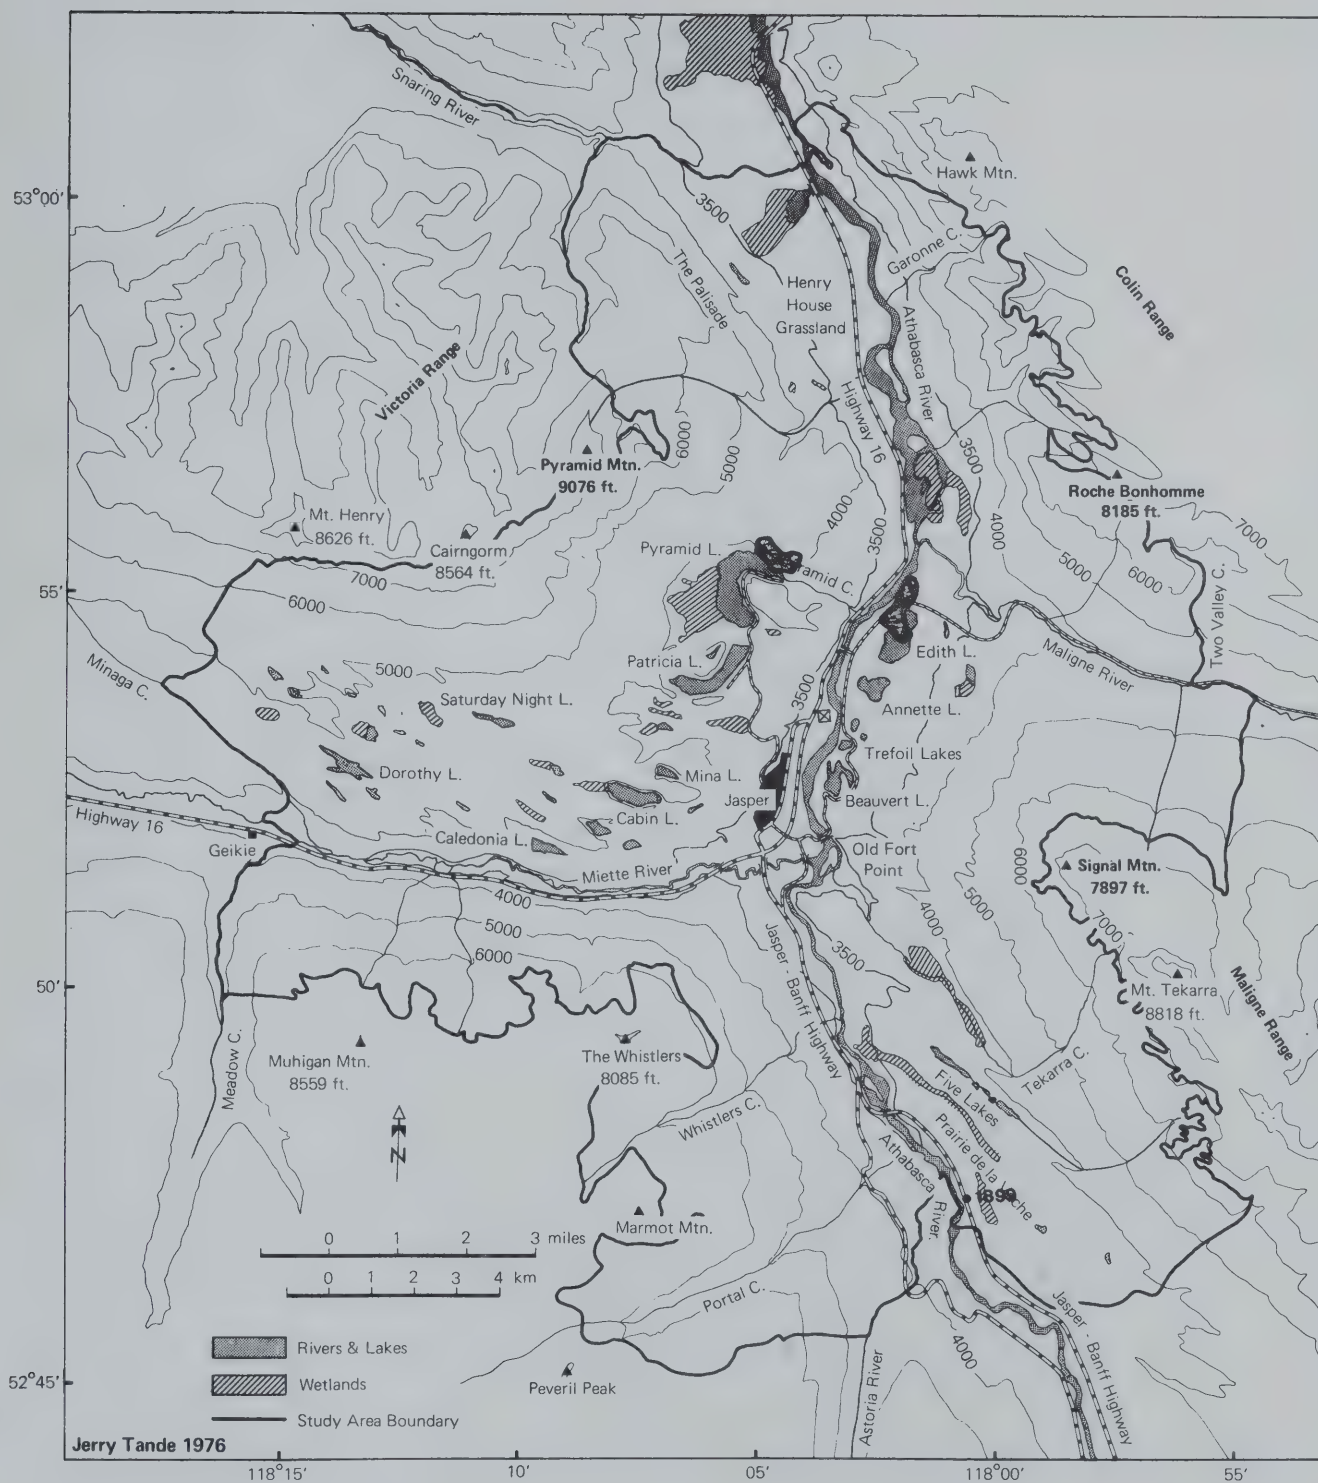 Snaring River
Hawk Mtn.
53°00'
3500
Garonne C.
The Palisade
Henry
House
Grassland
Colin Range
Athabasca River
Victoria Range
Highway 16
6000
5000
3500
Pyramid Mtn.
9076 ft.
Roche Bonhomme
8185 ft.
Mt. Henry
8626 ft.
Cairngorm
8564 ft.
4000
3500
4000
7000
Pyramid L.
ramid C.
5000
6000
7000
6000
55'
Two Valley C.
Edith L.
Maligne River
Minaga C.
5000
Patricia L.
Saturday Night L.
3500
Annette L.
Trefoil Lakes
Dorothy L.
Mina L.
Jasper
Beauvert L.
Highway 16
Cabin L.
Caledonia L.
Geikie
Miette River
Old Fort
Point
6000
Signal Mtn.
7897 ft.
4000
5000
6000
4000
5000
7000
3500
Jasper - Banff Highway
50'
Mt. Tekarra
8818 ft.
Maligne Range
Meadow C.
Muhigan Mtn.
8559 ft.
The Whistlers
8085 ft.
Tekarra C.
Five Lakes
Whistlers C.
N
Prairie de la Vache
Athabasca
River.
1899
Marmot Mtn.
0 1 2 3 miles
0 1 2 3 4 km
Portal C.
Jasper - Banff Highway
4000
Rivers & Lakes
Wetlands
Study Area Boundary
Peveril Peak
Astoria River
52°45'
Jerry Tande 1976
118°15' 10' 05' 118°00' 55'